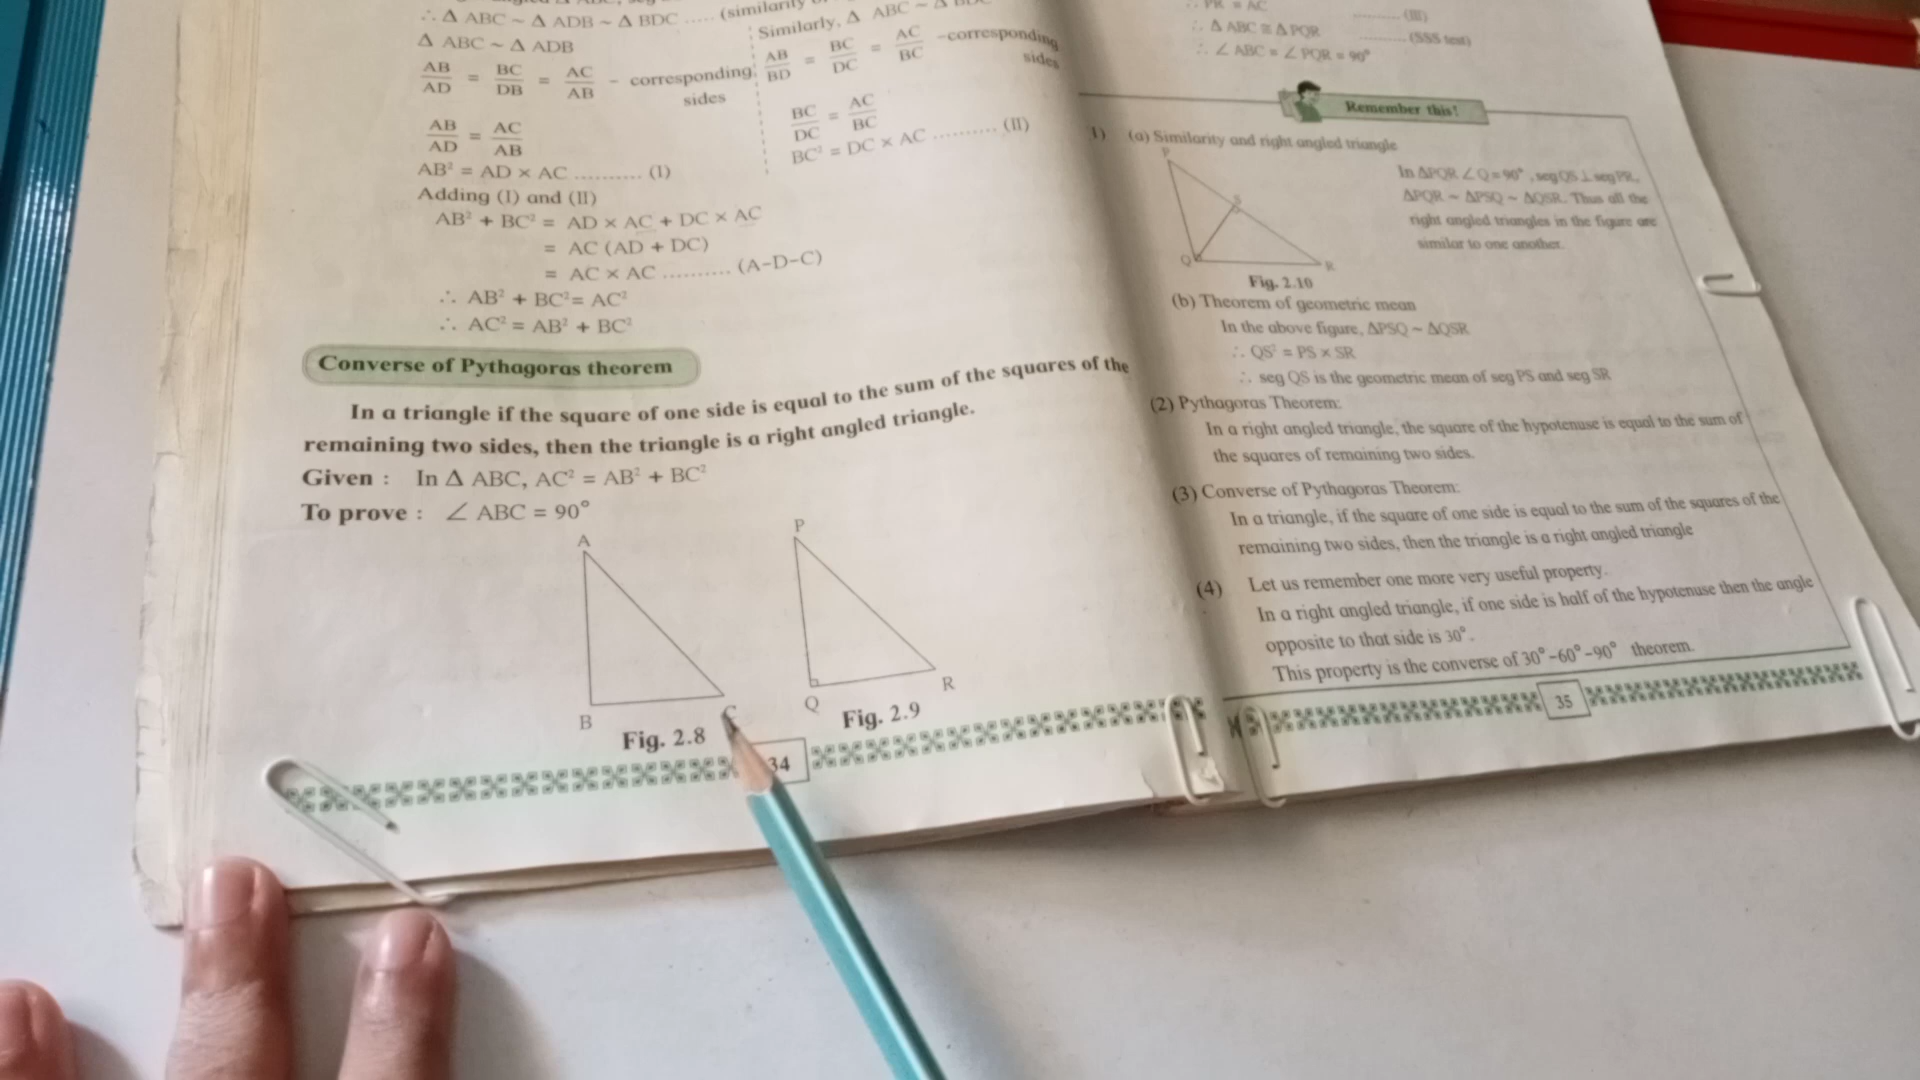 ∴ Δ ABC ~ Δ ADB ~ Δ BDC ..... (similarity
Δ ABC ~ Δ ADB
AB/AD = BC/DB = AC/AB - corresponding sides
AB/AD = AC/AB
AB² = AD × AC .......... (I)
Similarly, Δ ABC ~ Δ BDC
AB/BD = BC/DC = AC/BC -corresponding sides
BC/DC = AC/BC
BC² = DC × AC .......... (II)
Adding (I) and (II)
AB² + BC² = AD × AC + DC × AC
= AC (AD + DC)
= AC × AC .......... (A-D-C)
∴ AB² + BC² = AC²
∴ AC² = AB² + BC²
Converse of Pythagoras theorem
In a triangle if the square of one side is equal to the sum of the squares of the
remaining two sides, then the triangle is a right angled triangle.
Given : In Δ ABC, AC² = AB² + BC²
To prove : ∠ ABC = 90°
A
B
C
Fig. 2.8
P
Q
R
Fig. 2.9
34
∴ PR = AC .......... (III)
∴ Δ ABC ≅ Δ PQR .......... (SSS test)
∴ ∠ ABC = ∠ PQR = 90°
Remember this!
1) (a) Similarity and right angled triangle
P
S
Q
R
Fig. 2.10
In ΔPQR ∠Q = 90°, seg QS ⊥ seg PR,
ΔPQR ~ ΔPSQ ~ ΔQSR. Thus all the
right angled triangles in the figure are
similar to one another.
(b) Theorem of geometric mean
In the above figure, ΔPSQ ~ ΔQSR
∴ QS² = PS × SR
∴ seg QS is the geometric mean of seg PS and seg SR
(2) Pythagoras Theorem:
In a right angled triangle, the square of the hypotenuse is equal to the sum of
the squares of remaining two sides.
(3) Converse of Pythagoras Theorem:
In a triangle, if the square of one side is equal to the sum of the squares of the
remaining two sides, then the triangle is a right angled triangle
(4) Let us remember one more very useful property.
In a right angled triangle, if one side is half of the hypotenuse then the angle
opposite to that side is 30°.
This property is the converse of 30°-60°-90° theorem.
35